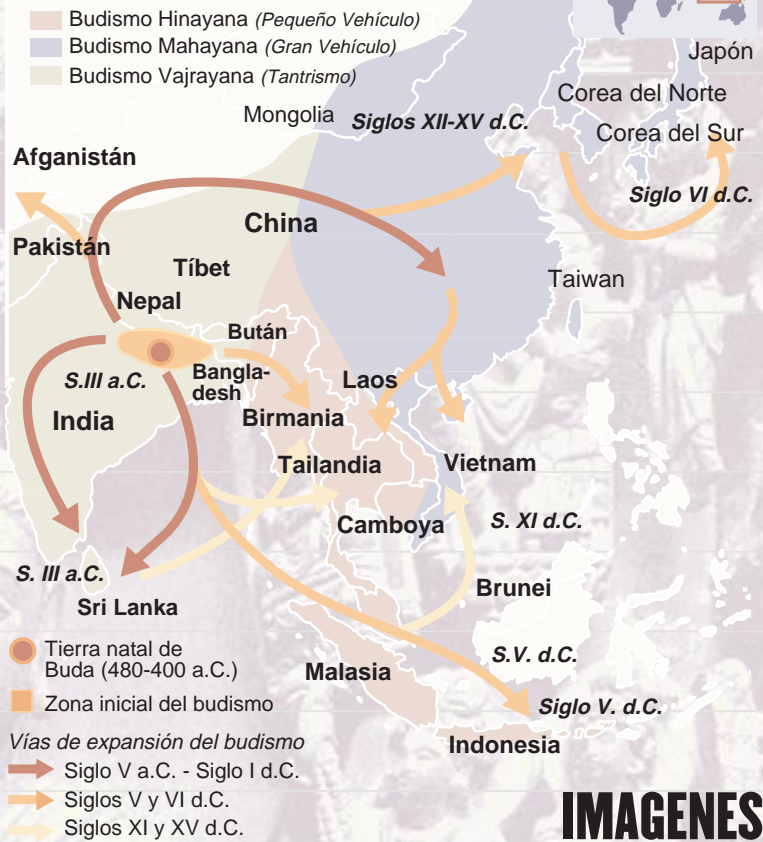 Budismo Hinayana (Pequeño Vehículo)
Budismo Mahayana (Gran Vehículo)
Budismo Vajrayana (Tantrismo)
Japón
Mongolia
Siglos XII-XV d.C.
Corea del Norte
Corea del Sur
Afganistán
Siglo VI d.C.
China
Pakistán
Tíbet
Taiwan
Nepal
Bután
S.III a.C.
Bangla-
desh
Laos
India
Birmania
Tailandia
Vietnam
Camboya
S. XI d.C.
S. III a.C.
Brunei
Sri Lanka
Tierra natal de
Buda (480-400 a.C.)
S.V. d.C.
Malasia
Zona inicial del budismo
Siglo V. d.C.
Indonesia
Vías de expansión del budismo
Siglo V a.C. - Siglo I d.C.
Siglos V y VI d.C.
Siglos XI y XV d.C.
IMAGENES